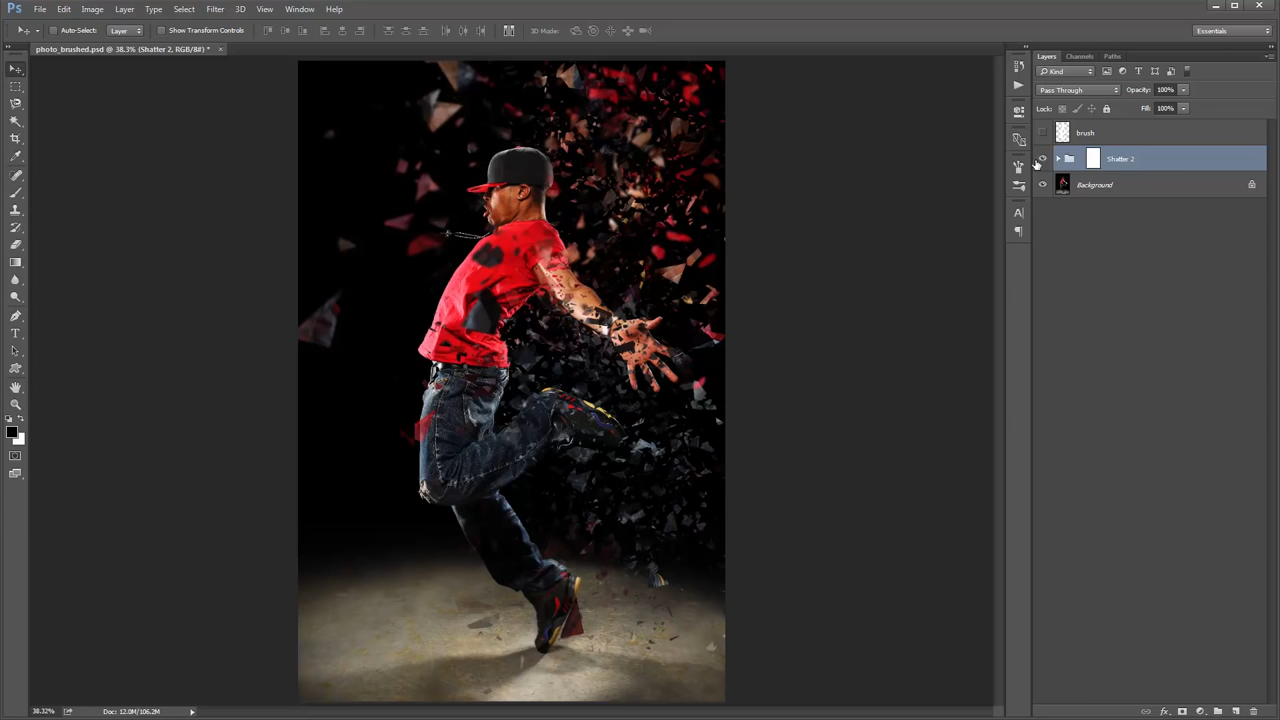 Ps File Edit Image Layer Type Select Filter 3D View Window Help
Auto-Select: Layer Show Transform Controls 3D Mode: Essentials
photo_brushed.psd @ 38.3% (Shatter 2, RGB/8#) * ×
Layers Channels Paths
Kind
Pass Through Opacity: 100%
Lock: Fill: 100%
brush
Shatter 2
Background
38.32% Doc: 12.0M/106.2M